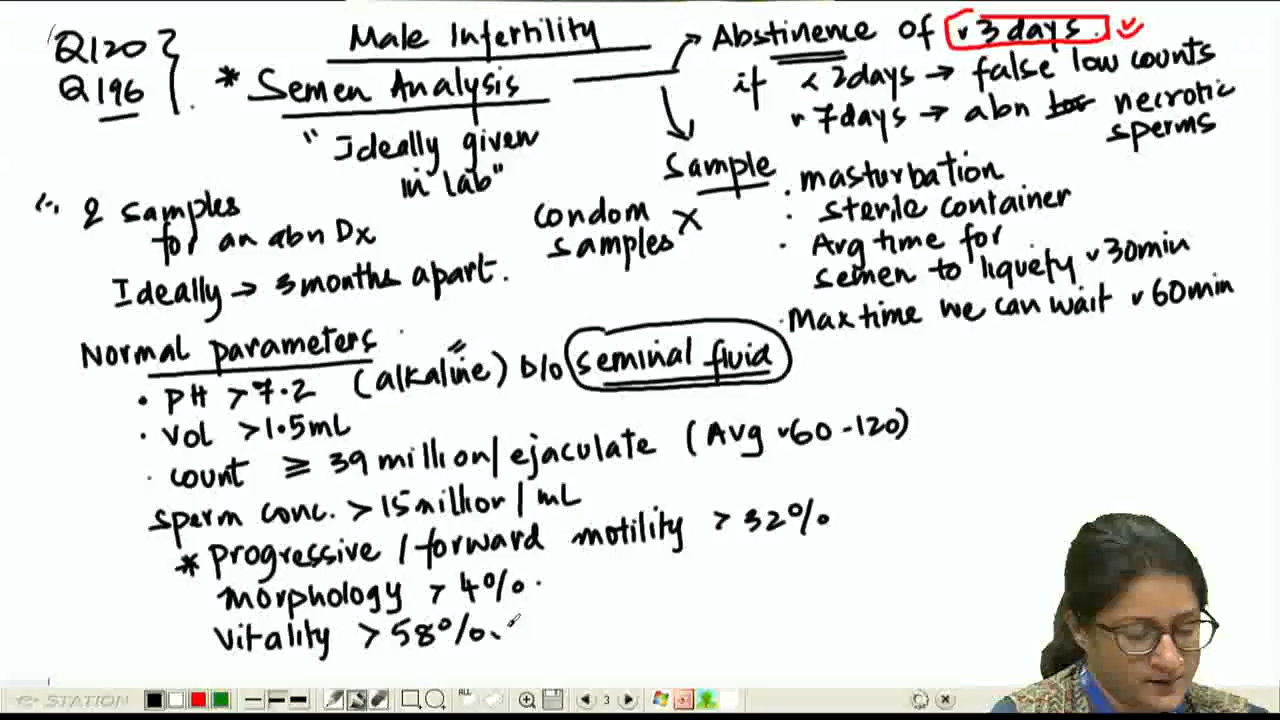 Q120
Q196
Male Infertility
* Semen Analysis
"Ideally given
in lab"
Abstinence of 3 days.
if < 2days → false low counts
7days → abn necrotic
sperms
Sample
· masturbation
· sterile container
· Avg time for
semen to liquefy 30min
· Max time we can wait 60min
condom
samples X
2 samples
for an abn Dx
Ideally → 3months apart.
Normal parameters
· PH > 7.2 (alkaline) D/o seminal fluid
· Vol > 1.5mL
· count ≥ 39 million/ejaculate (Avg 60-120)
sperm conc. > 15 million/mL
* Progressive / forward motility > 32%
morphology > 4%.
vitality > 58%.
e-STATION
3